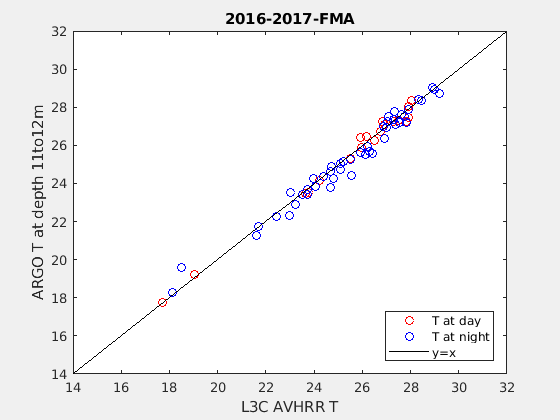 2016-2017-FMA
ARGO T at depth 11to12m
32
30
28
26
24
22
20
18
16
14
T at day
T at night
y=x
14 16 18 20 22 24 26 28 30 32
L3C AVHRR T